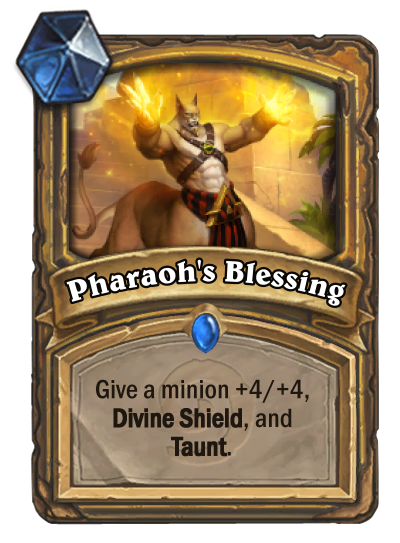 Pharaoh's Blessing
Give a minion +4/+4,
Divine Shield, and
Taunt.